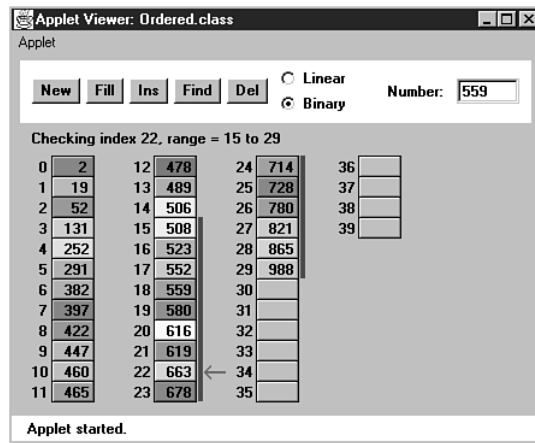 Applet Viewer: Ordered.class
Applet
New Fill Ins Find Del Linear Binary Number: 559
Checking index 22, range = 15 to 29
0 2 12 478 24 714 36
1 19 13 489 25 728 37
2 52 14 506 26 780 38
3 131 15 508 27 821 39
4 252 16 523 28 865
5 291 17 552 29 988
6 382 18 559 30
7 397 19 580 31
8 422 20 616 32
9 447 21 619 33
10 460 22 663 34
11 465 23 678 35
Applet started.